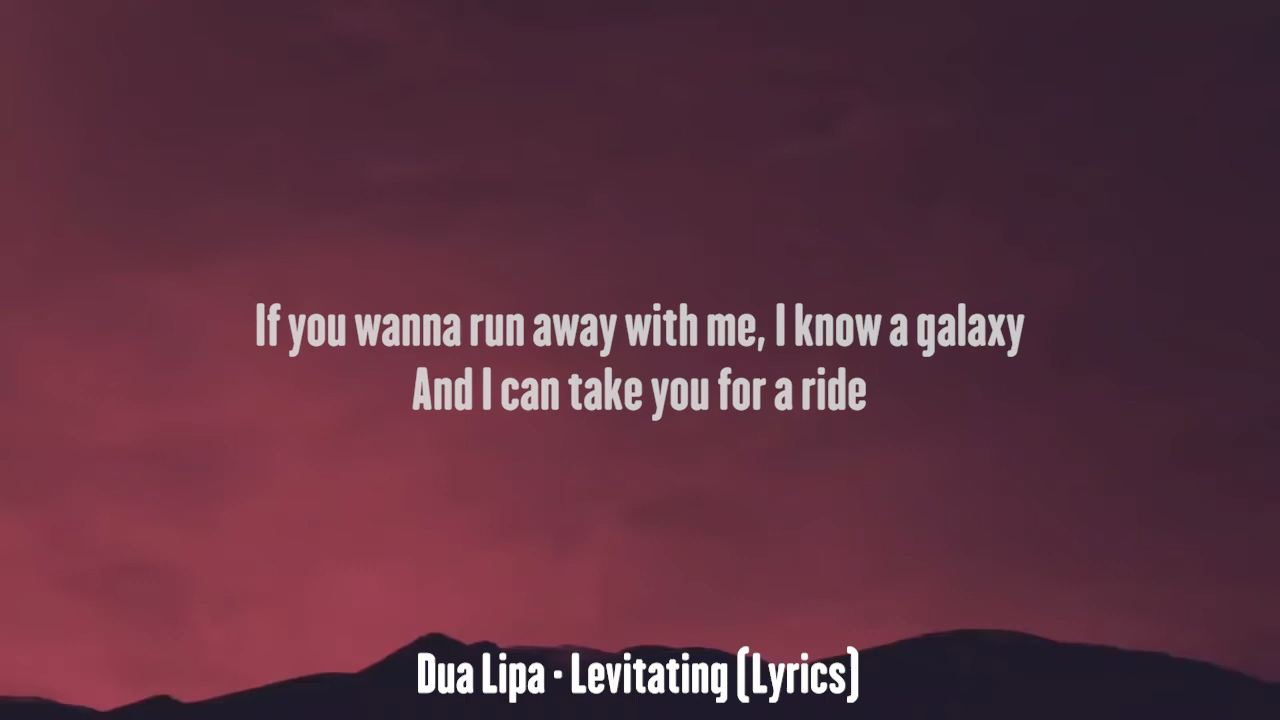 If you wanna run away with me, I know a galaxy
And I can take you for a ride
Dua Lipa · Levitating (Lyrics)